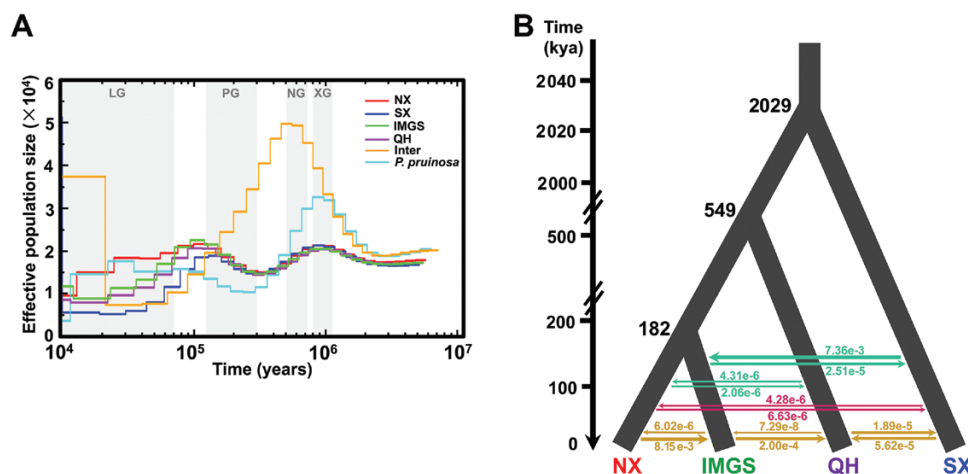 A
Effective population size (×10⁴)
6
5
4
3
2
1
0
LG
PG
NG
XG
NX
SX
IMGS
QH
Inter
P. pruinosa
10⁴
10⁵
10⁶
10⁷
Time (years)
B
Time
(kya)
2040
2020
2000
500
200
100
0
2029
549
182
7.36e-3
2.51e-5
4.31e-6
2.06e-6
4.28e-6
6.63e-6
6.02e-6
7.29e-8
1.89e-5
8.15e-3
2.00e-4
5.62e-5
NX
IMGS
QH
SX